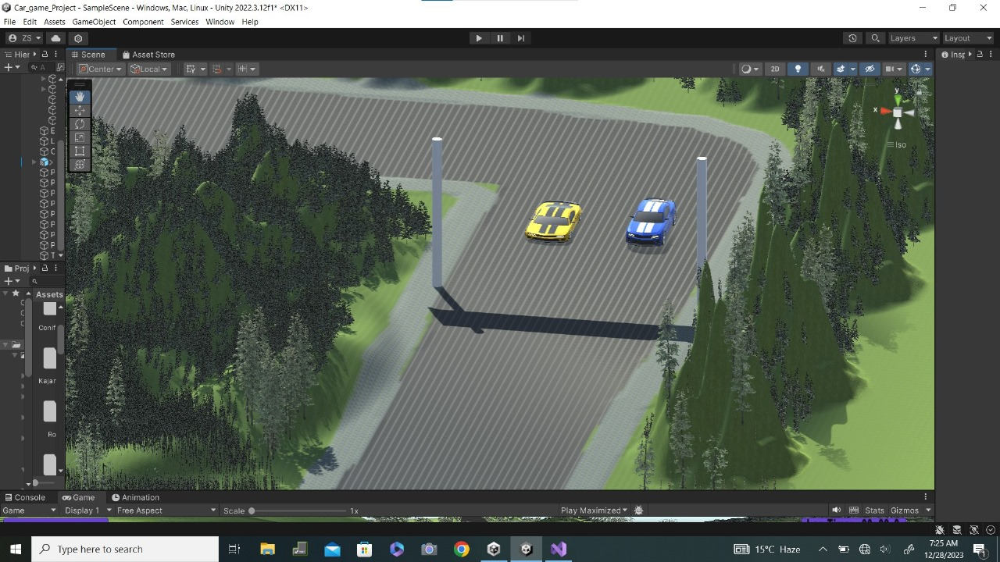 Car_game_Project - SampleScene - Windows, Mac, Linux - Unity 2022.3.12f1* <DX11>
File Edit Assets GameObject Component Services Window Help
ZS Layers Layout
Hier Scene Asset Store Insp
Center Local 2D
y
x
Iso
E
L
C
P
P
P
P
P
P
P
P
T
Proj
Assets
Conif
Kajar
Ro
Console Game Animation
Game Display 1 Free Aspect Scale 1x Play Maximized Stats Gizmos
Type here to search 15°C Haze 7:25 AM
12/28/2023